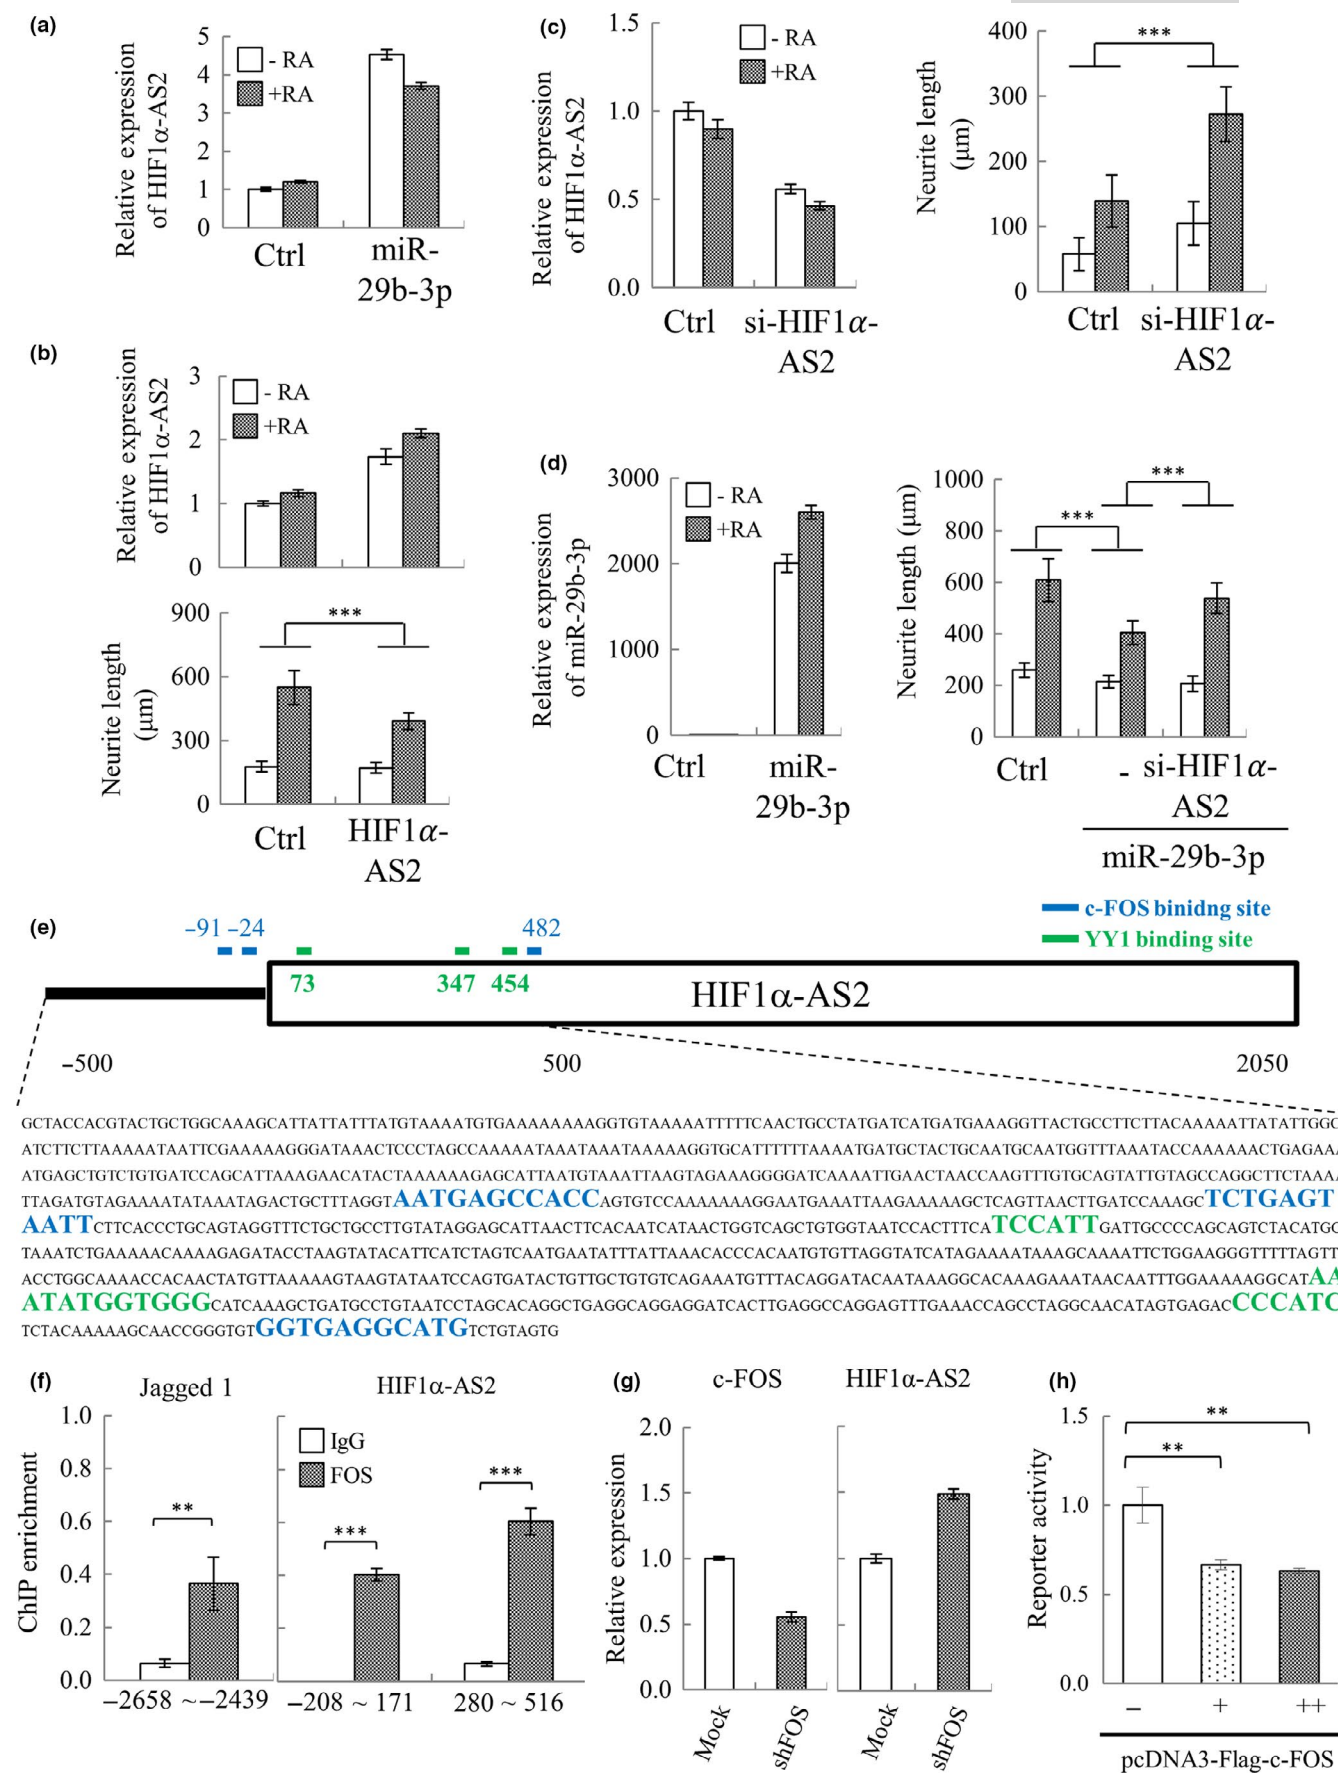 (a)
Relative expression
of HIF1α-AS2
5
4
3
2
1
0
- RA
+RA
Ctrl
miR-
29b-3p
(b)
Relative expression
of HIF1α-AS2
3
2
1
0
- RA
+RA
Neurite length
(μm)
900
600
300
0
***
Ctrl
HIF1α-
AS2
(c)
Relative expression
of HIF1α-AS2
1.5
1.0
0.5
0.0
- RA
+RA
Ctrl
si-HIF1α-
AS2
Neurite length
(μm)
400
300
200
100
0
***
Ctrl
si-HIF1α-
AS2
(d)
Relative expression
of miR-29b-3p
3000
2000
1000
0
- RA
+RA
Ctrl
miR-
29b-3p
Neurite length (μm)
1000
800
600
400
200
0
***
***
Ctrl
-
si-HIF1α-
AS2
miR-29b-3p
(e)
c-FOS binidng site
YY1 binding site
–91 –24
482
73
347
454
HIF1α-AS2
–500
500
2050
GCTACCACGTACTGCTGGCAAAGCATTATTATTTATGTAAAATGTGAAAAAAAAGGTGTAAAAATTTTTCAACTGCCTATGATCATGATGAAAGGTTACTGCCTTCTTACAAAAATTATATTGGC
ATCTTCTTAAAAATAATTCGAAAAAGGGATAAACTCCCTAGCCAAAAATAAATAAATAAAAAGGTGCATTTTTTAAAATGATGCTACTGCAATGCAATGGTTTAAATACCAAAAAACTGAGAAA
ATGAGCTGTCTGTGATCCAGCATTAAAGAACATACTAAAAAAGAGCATTAATGTAAATTAAGTAGAAAGGGGATCAAAATTGAACTAACCAAGTTTGTGCAGTATTGTAGCCAGGCTTCTAAA
TTAGATGTAGAAAATATAAATAGACTGCTTTAGGTAATGAGCCACCAGTGTCCAAAAAAAGGAATGAAATTAAGAAAAAGCTCAGTTAACTTGATCCAAAGCTCTGAGT
AATTCTTCACCCTGCAGTAGGTTTCTGCTGCCTTGTATAGGAGCATTAACTTCACAATCATAACTGGTCAGCTGTGGTAATCCACTTTCATCCATTGATTGCCCCAGCAGTCTACATGC
TAAATCTGAAAAACAAAAGAGATACCTAAGTATACATTCATCTAGTCAATGAATATTTATTAAACACCCACAATGTGTTAGGTATCATAGAAAATAAAGCAAAATTCTGGAAGGGTTTTTAGTT
ACCTGGCAAAACCACAACTATGTTAAAAAGTAAGTATAATCCAGTGATACTGTTGCTGTGTCAGAAATGTTTACAGGATACAATAAAGGCACAAAGAAATAACAATTTGGAAAAAGGCATAA
ATATGGTGGGCATCAAAGCTGATGCCTGTAATCCTAGCACAGGCTGAGGCAGGAGGATCACTTGAGGCCAGGAGTTTGAAACCAGCCTAGGCAACATAGTGAGACCCCATC
TCTACAAAAAGCAACCGGGTGTGGTGAGGCATGTCTGTAGTG
(f)
Jagged 1
HIF1α-AS2
ChIP enrichment
1.0
0.8
0.6
0.4
0.2
0.0
IgG
FOS
**
***
***
–2658 ~ –2439
–208 ~ 171
280 ~ 516
(g)
c-FOS
HIF1α-AS2
Relative expression
2.0
1.5
1.0
0.5
0.0
Mock
shFOS
Mock
shFOS
(h)
Reporter activity
1.5
1.0
0.5
0.0
**
**
–
+
++
pcDNA3-Flag-c-FOS